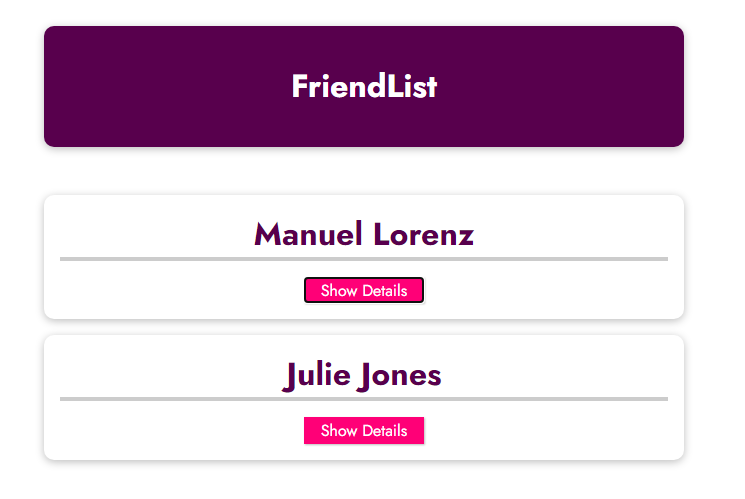 FriendList
Manuel Lorenz
Show Details
Julie Jones
Show Details